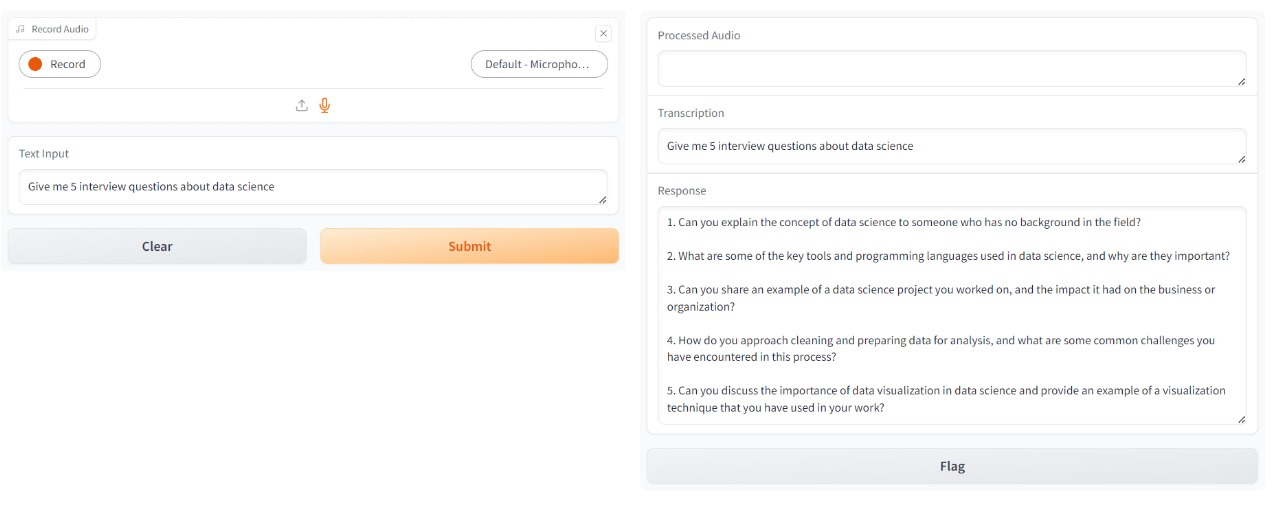 Record Audio
Record
Default - Micropho...
Text Input
Give me 5 interview questions about data science
Clear
Submit
Processed Audio
Transcription
Give me 5 interview questions about data science
Response
1. Can you explain the concept of data science to someone who has no background in the field?
2. What are some of the key tools and programming languages used in data science, and why are they important?
3. Can you share an example of a data science project you worked on, and the impact it had on the business or
organization?
4. How do you approach cleaning and preparing data for analysis, and what are some common challenges you
have encountered in this process?
5. Can you discuss the importance of data visualization in data science and provide an example of a visualization
technique that you have used in your work?
Flag